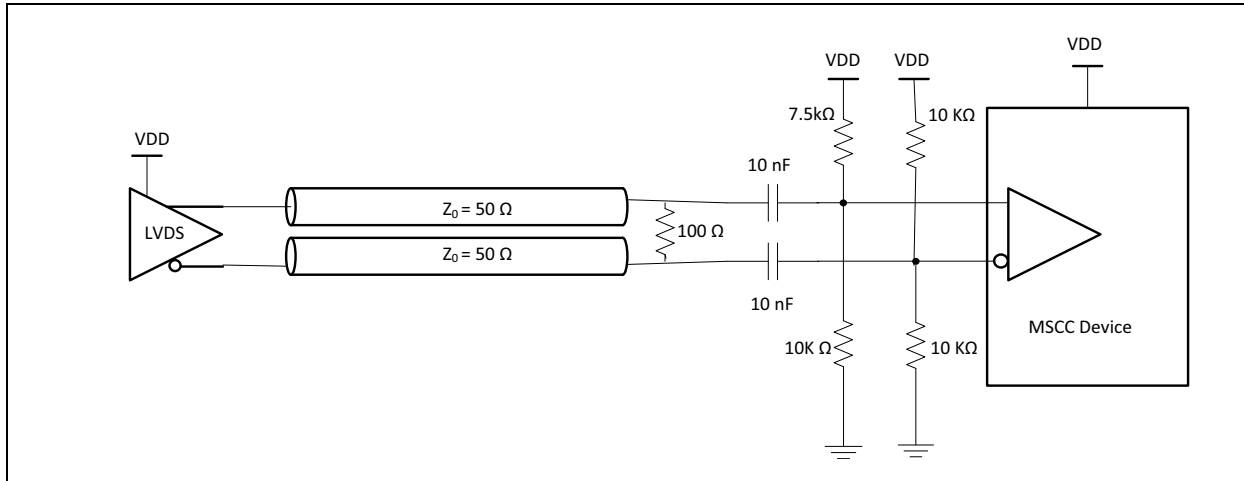 VDD
VDD
VDD
VDD
7.5kΩ
10 KΩ
10 nF
LVDS
Z0 = 50 Ω
100 Ω
Z0 = 50 Ω
10 nF
10K Ω
10 KΩ
MSCC Device